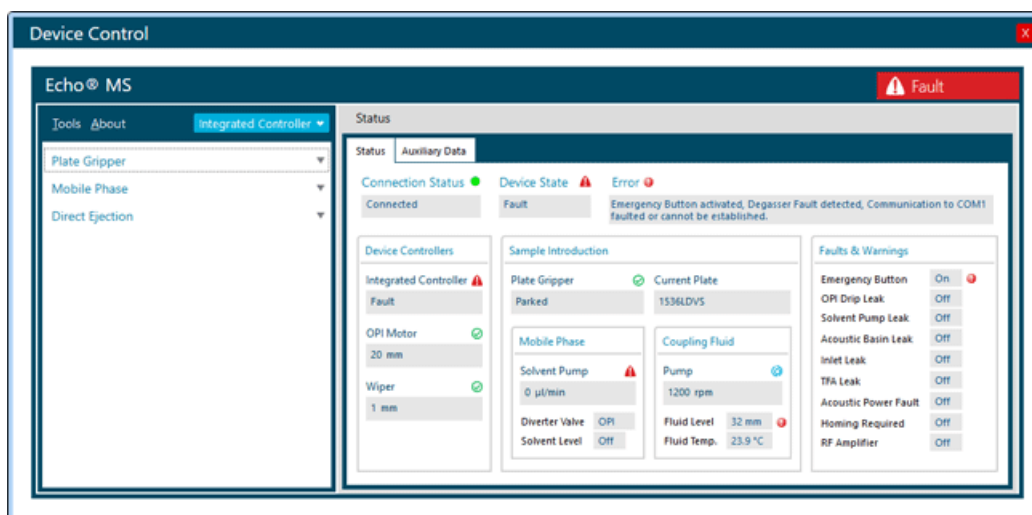 Device Control
X
Echo® MS
Fault
Tools About
Integrated Controller
Plate Gripper
Mobile Phase
Direct Ejection
Status
Status
Auxiliary Data
Connection Status
Connected
Device State
Fault
Error
Emergency Button activated, Degasser Fault detected, Communication to COM1
faulted or cannot be established.
Device Controllers
Integrated Controller
Fault
OPI Motor
20 mm
Wiper
1 mm
Sample Introduction
Plate Gripper
Parked
Current Plate
1536LDVS
Mobile Phase
Solvent Pump
0 µl/min
Diverter Valve OPI
Solvent Level Off
Coupling Fluid
Pump
1200 rpm
Fluid Level 32 mm
Fluid Temp. 23.9 °C
Faults & Warnings
Emergency Button On
OPI Drip Leak Off
Solvent Pump Leak Off
Acoustic Basin Leak Off
Inlet Leak Off
TFA Leak Off
Acoustic Power Fault Off
Homing Required Off
RF Amplifier Off